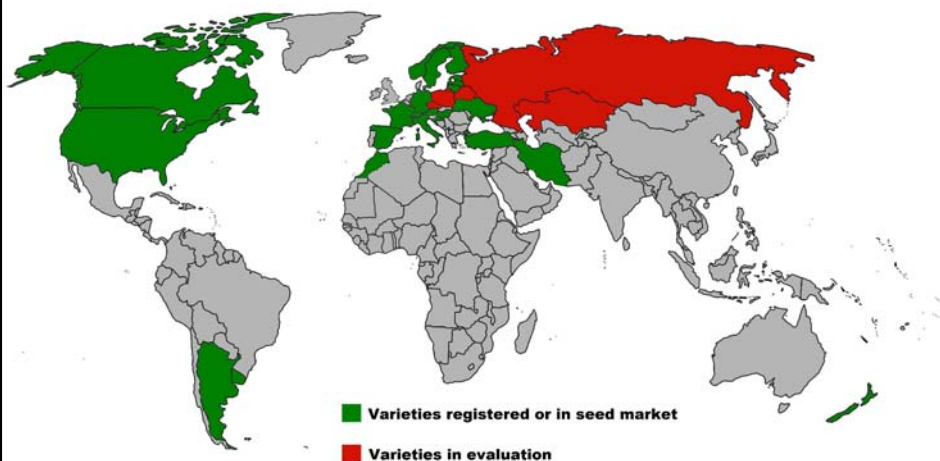 Varieties registered or in seed market
Varieties in evaluation